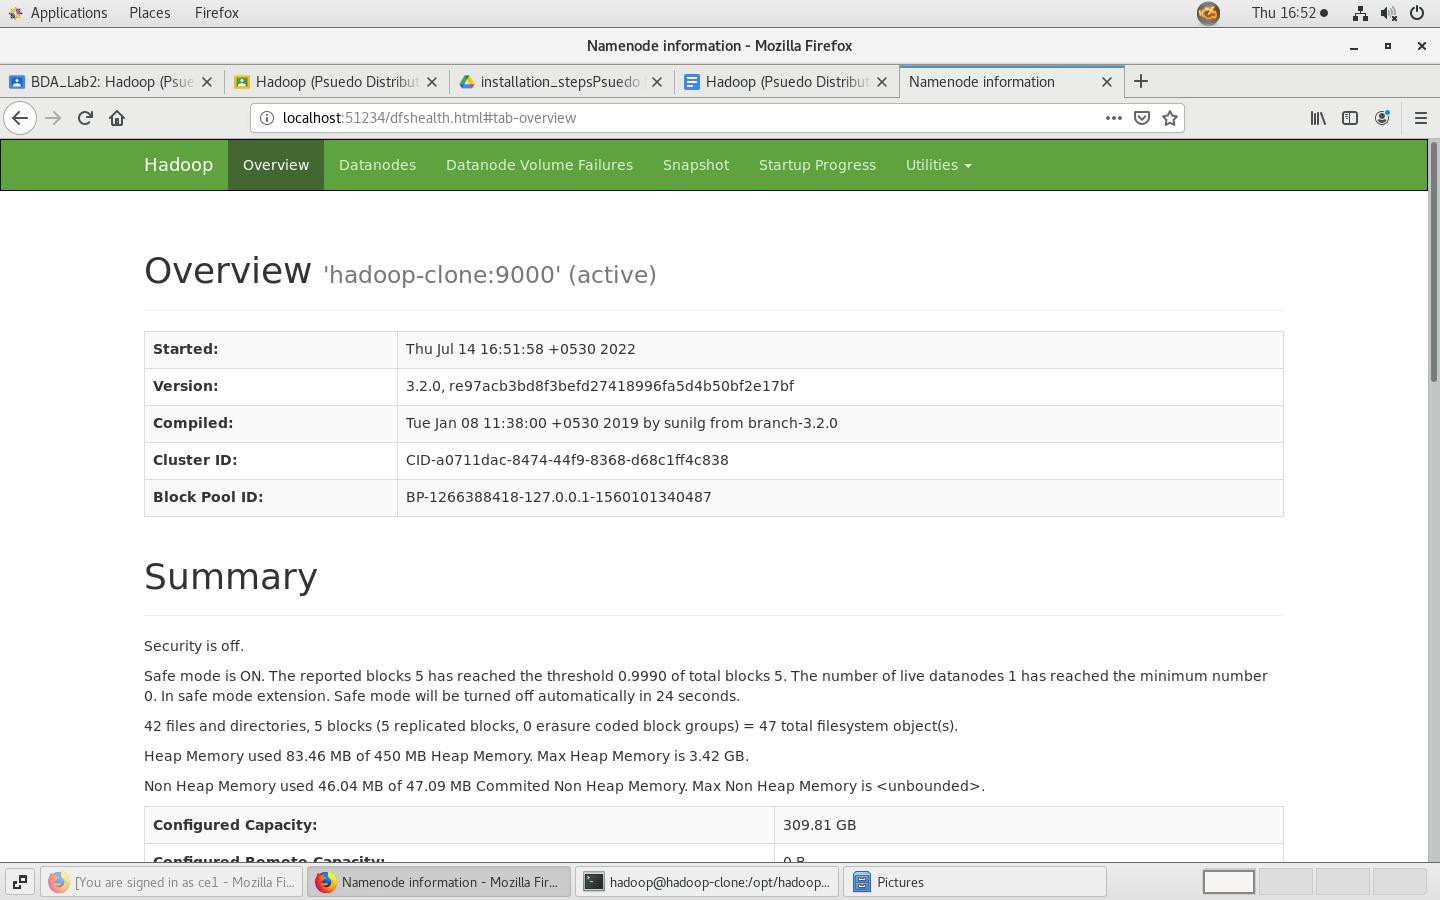 Applications Places Firefox Thu 16:52
Namenode information - Mozilla Firefox
BDA_Lab2: Hadoop (Psue Hadoop (Psuedo Distribut installation_stepsPsuedo Hadoop (Psuedo Distribut Namenode information
localhost:51234/dfshealth.html#tab-overview
Hadoop Overview Datanodes Datanode Volume Failures Snapshot Startup Progress Utilities
Overview 'hadoop-clone:9000' (active)
Started: Thu Jul 14 16:51:58 +0530 2022
Version: 3.2.0, re97acb3bd8f3befd27418996fa5d4b50bf2e17bf
Compiled: Tue Jan 08 11:38:00 +0530 2019 by sunilg from branch-3.2.0
Cluster ID: CID-a0711dac-8474-44f9-8368-d68c1ff4c838
Block Pool ID: BP-1266388418-127.0.0.1-1560101340487
Summary
Security is off.
Safe mode is ON. The reported blocks 5 has reached the threshold 0.9990 of total blocks 5. The number of live datanodes 1 has reached the minimum number
0. In safe mode extension. Safe mode will be turned off automatically in 24 seconds.
42 files and directories, 5 blocks (5 replicated blocks, 0 erasure coded block groups) = 47 total filesystem object(s).
Heap Memory used 83.46 MB of 450 MB Heap Memory. Max Heap Memory is 3.42 GB.
Non Heap Memory used 46.04 MB of 47.09 MB Commited Non Heap Memory. Max Non Heap Memory is <unbounded>.
Configured Capacity: 309.81 GB
Configured Remote Capacity: 0 B
[You are signed in as ce1 - Mozilla Fi... Namenode information - Mozilla Fir... hadoop@hadoop-clone:/opt/hadoop... Pictures